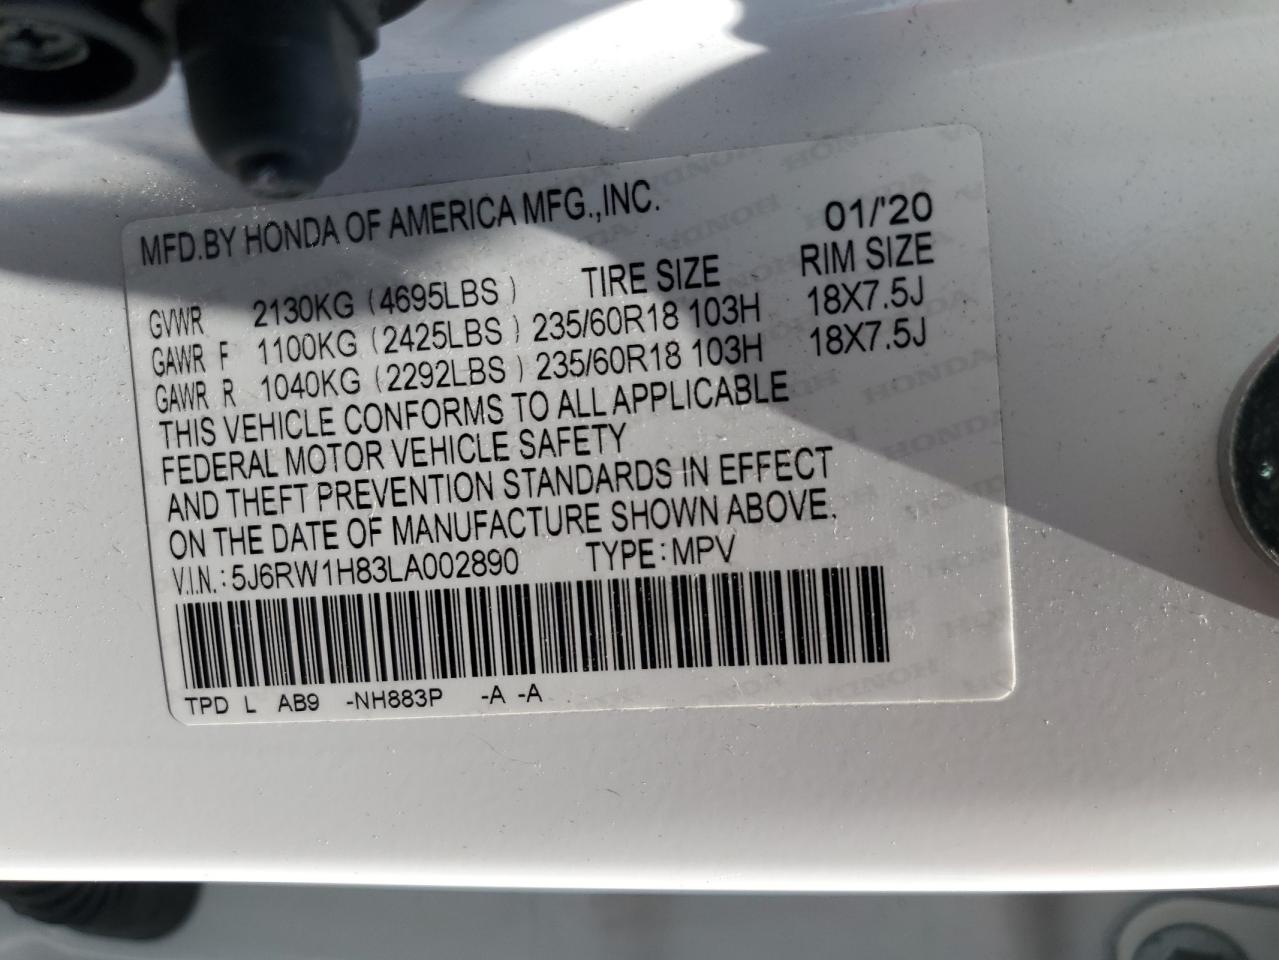 MFD.BY HONDA OF AMERICA MFG.,INC. 01/'20
GVWR 2130KG (4695LBS) TIRE SIZE RIM SIZE
GAWR F 1100KG (2425LBS) 235/60R18 103H 18X7.5J
GAWR R 1040KG (2292LBS) 235/60R18 103H 18X7.5J
THIS VEHICLE CONFORMS TO ALL APPLICABLE
FEDERAL MOTOR VEHICLE SAFETY
AND THEFT PREVENTION STANDARDS IN EFFECT
ON THE DATE OF MANUFACTURE SHOWN ABOVE.
V.I.N.: 5J6RW1H83LA002890 TYPE: MPV
TPD L AB9 -NH883P -A -A